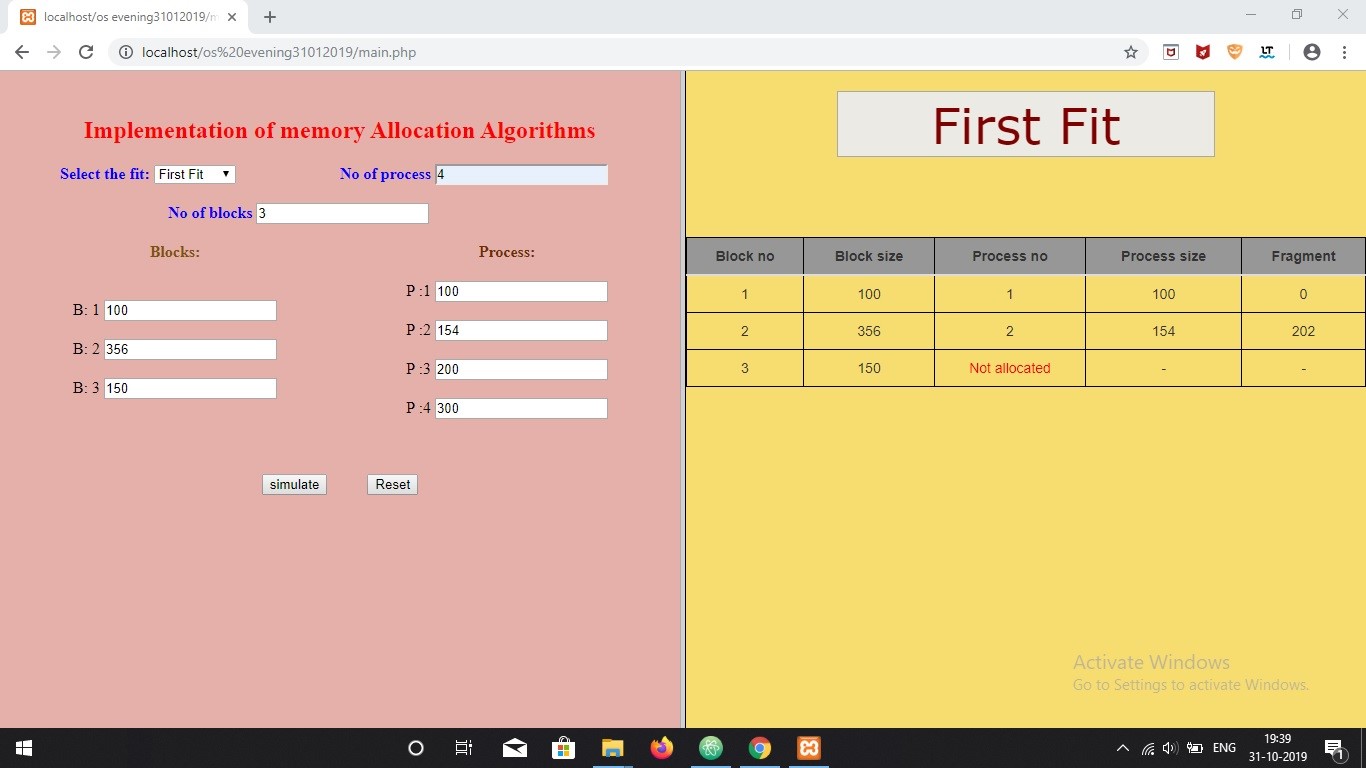 localhost/os evening31012019/m
localhost/os%20evening31012019/main.php
Implementation of memory Allocation Algorithms
Select the fit: First Fit
No of process 4
No of blocks 3
Blocks:
Process:
B: 1 100
B: 2 356
B: 3 150
P :1 100
P :2 154
P :3 200
P :4 300
simulate Reset
First Fit
Block no Block size Process no Process size Fragment
1 100 1 100 0
2 356 2 154 202
3 150 Not allocated - -
Activate Windows
Go to Settings to activate Windows.
LT
ENG
19:39
31-10-2019
1